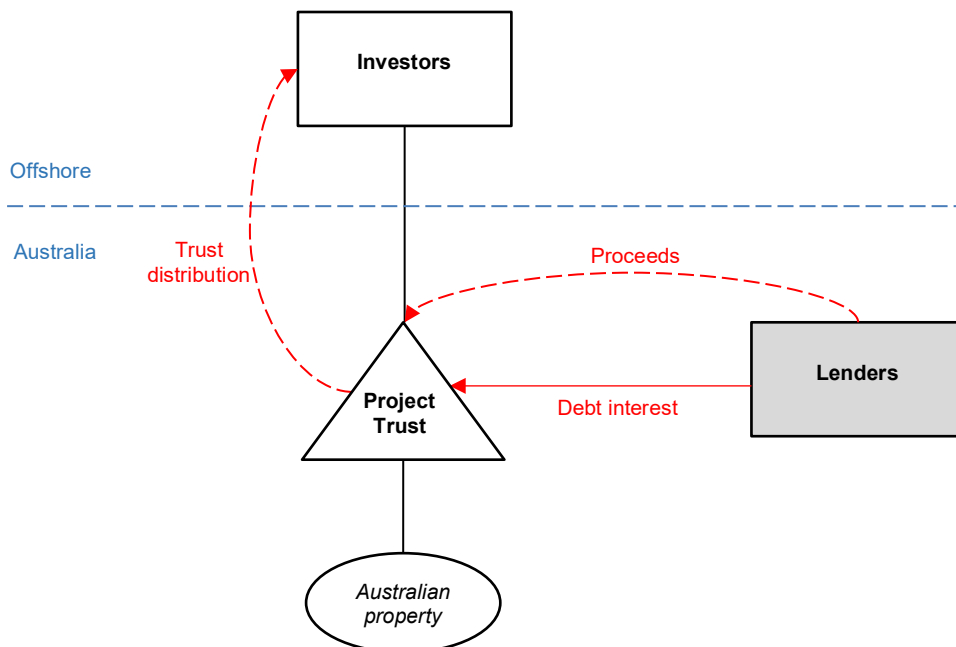 Investors
Offshore
Australia
Trust
distribution
Proceeds
Lenders
Debt interest
Project
Trust
Australian
property